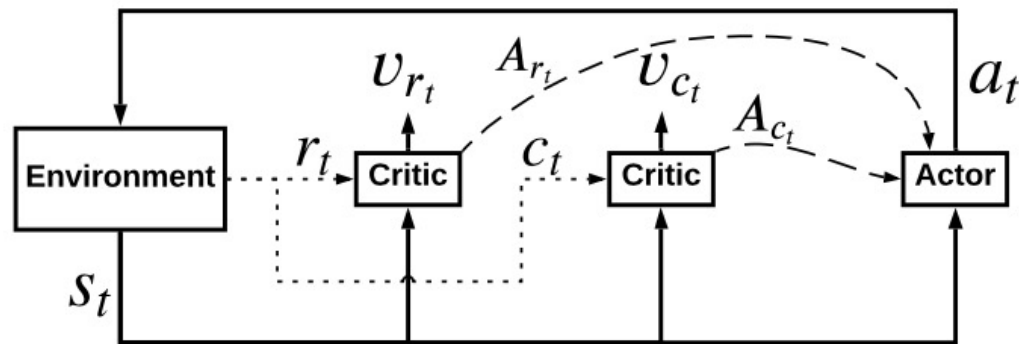 A_{r_t}
v_{r_t}
v_{c_t}
a_t
A_{c_t}
r_t
c_t
Environment
Critic
Critic
Actor
s_t